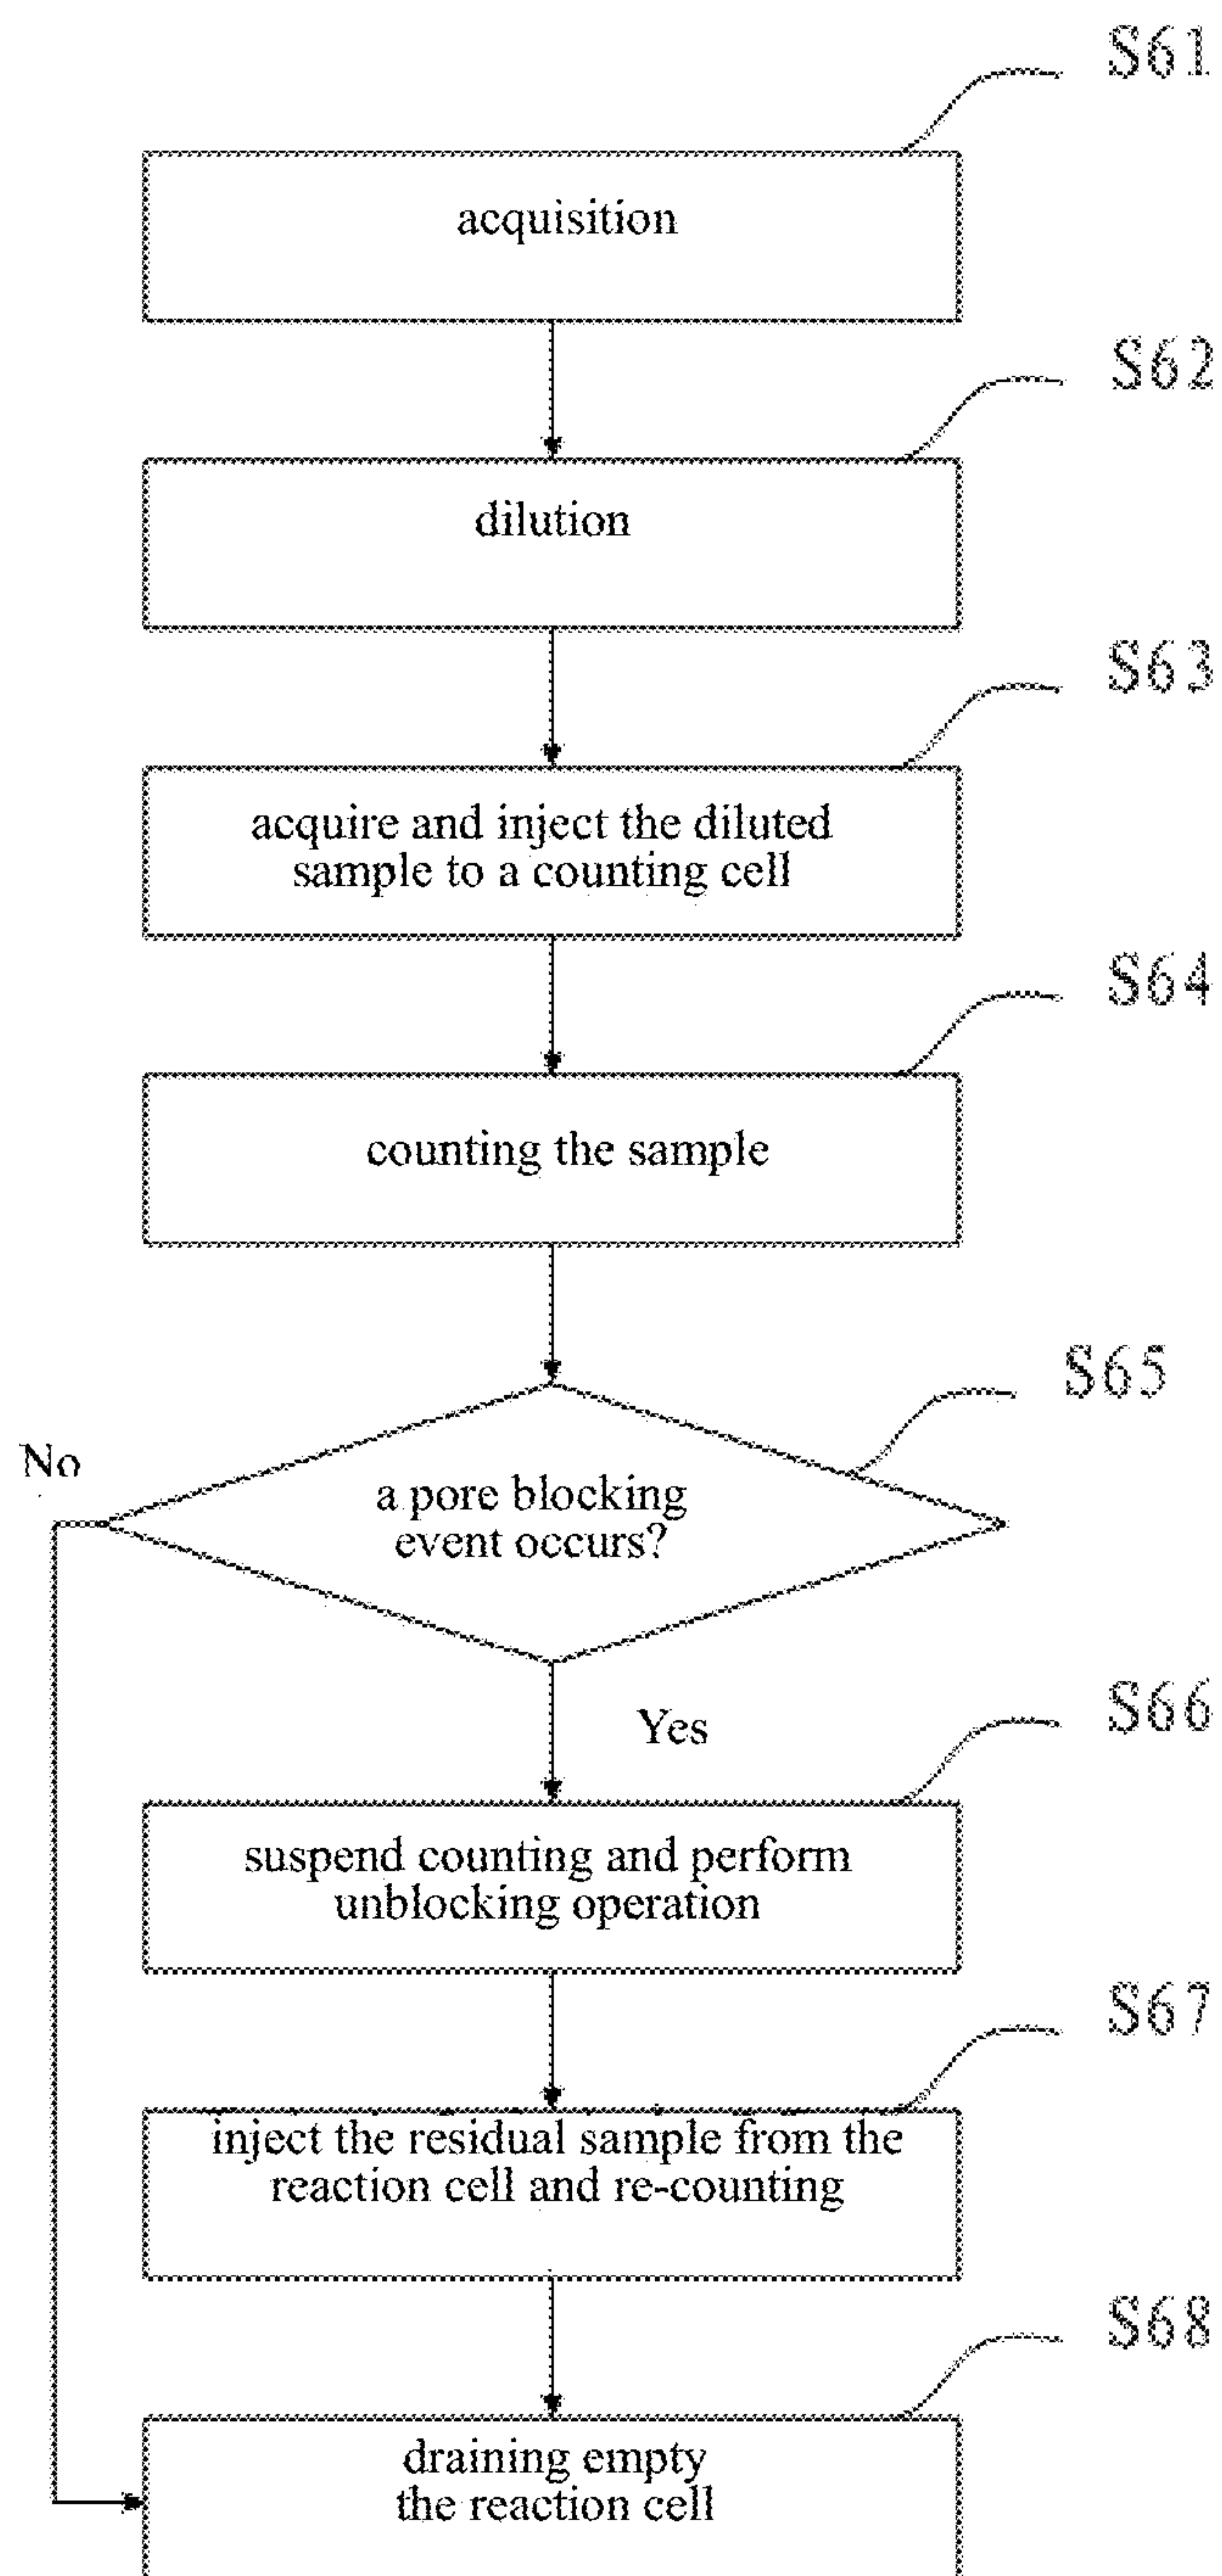 S61
acquisition
S62
dilution
S63
acquire and inject the diluted
sample to a counting cell
S64
counting the sample
S65
No
a pore blocking
event occurs?
Yes
S66
suspend counting and perform
unblocking operation
S67
inject the residual sample from the
reaction cell and re-counting
S68
draining empty
the reaction cell